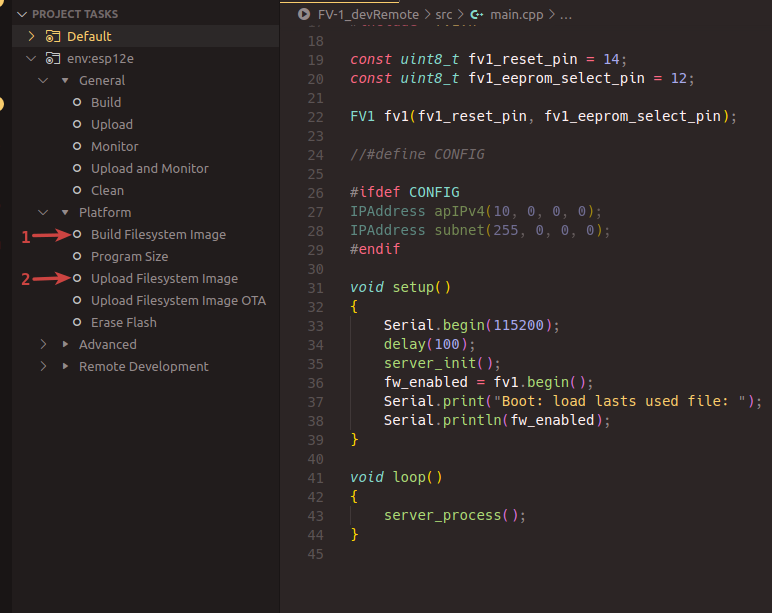 PROJECT TASKS
Default
env:esp12e
General
Build
Upload
Monitor
Upload and Monitor
Clean
Platform
1 Build Filesystem Image
Program Size
2 Upload Filesystem Image
Upload Filesystem Image OTA
Erase Flash
Advanced
Remote Development
FV-1_devRemote > src > main.cpp > ...
18
19 const uint8_t fv1_reset_pin = 14;
20 const uint8_t fv1_eeprom_select_pin = 12;
21
22 FV1 fv1(fv1_reset_pin, fv1_eeprom_select_pin);
23
24 //#define CONFIG
25
26 #ifdef CONFIG
27 IPAddress apIPv4(10, 0, 0, 0);
28 IPAddress subnet(255, 0, 0, 0);
29 #endif
30
31 void setup()
32 {
33 Serial.begin(115200);
34 delay(100);
35 server_init();
36 fw_enabled = fv1.begin();
37 Serial.print("Boot: load lasts used file: ");
38 Serial.println(fw_enabled);
39 }
40
41 void loop()
42 {
43 server_process();
44 }
45